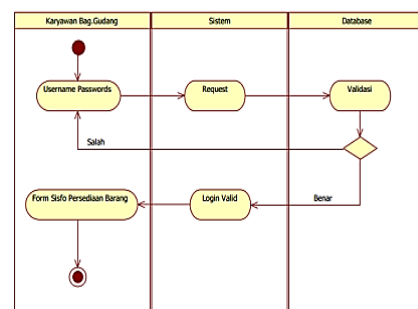 Karyawan Bag.Gudang
Sistem
Database
Username Passwords
Request
Validasi
Salah
Form Sisfo Persediaan Barang
Login Valid
Benar